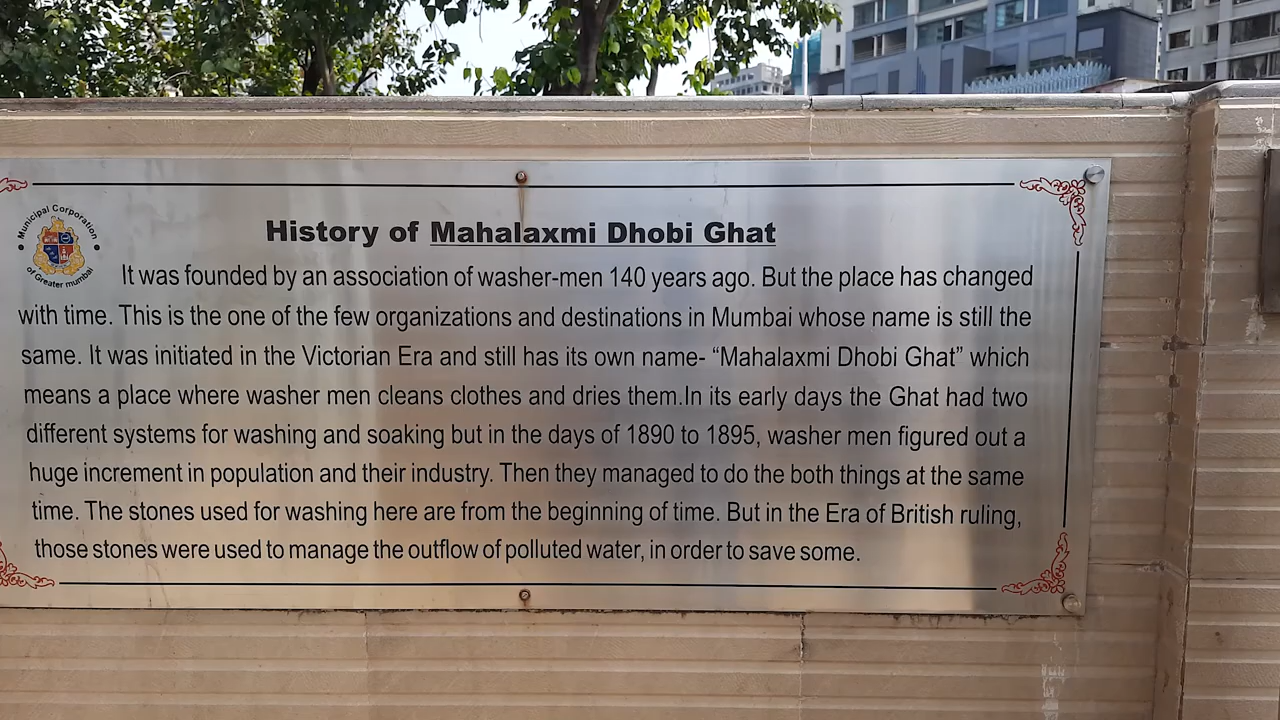 Municipal Corporation
of Greater mumbai
History of Mahalaxmi Dhobi Ghat
It was founded by an association of washer-men 140 years ago. But the place has changed
with time. This is the one of the few organizations and destinations in Mumbai whose name is still the
same. It was initiated in the Victorian Era and still has its own name- “Mahalaxmi Dhobi Ghat” which
means a place where washer men cleans clothes and dries them.In its early days the Ghat had two
different systems for washing and soaking but in the days of 1890 to 1895, washer men figured out a
huge increment in population and their industry. Then they managed to do the both things at the same
time. The stones used for washing here are from the beginning of time. But in the Era of British ruling,
those stones were used to manage the outflow of polluted water, in order to save some.